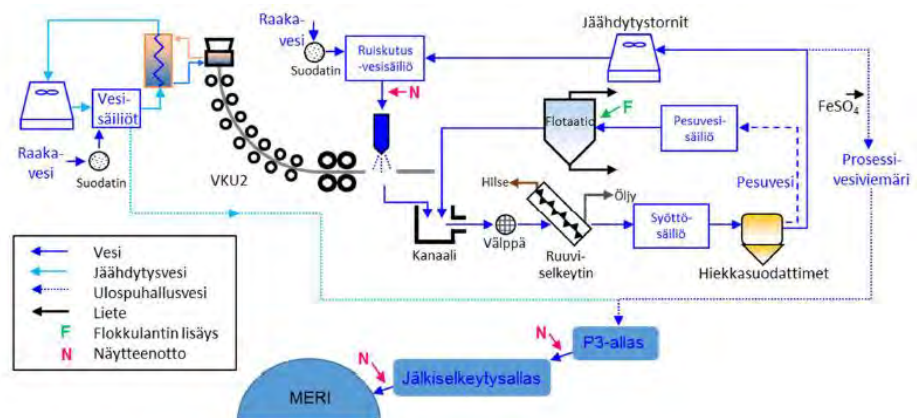 Raaka-
vesi
Suodatin
Ruiskutus
-vesisäiliö
Jäähdytystornit
N
FeSO4
Vesi-
säiliöt
Flotaatio
F
Pesuvesi-
säiliö
Prosessi-
vesiviemäri
Raaka-
vesi
Suodatin
VKU2
Pesuvesi
Hilse
Öljy
Syöttö-
säiliö
Kanaali
Välppä
Ruuvi-
selkeytin
Hiekkasuodattimet
Vesi
Jäähdytysvesi
Ulospuhallusvesi
Liete
F Flokkulantin lisäys
N Näytteenotto
N
P3-allas
N
Jälkiselkeytysallas
MERI